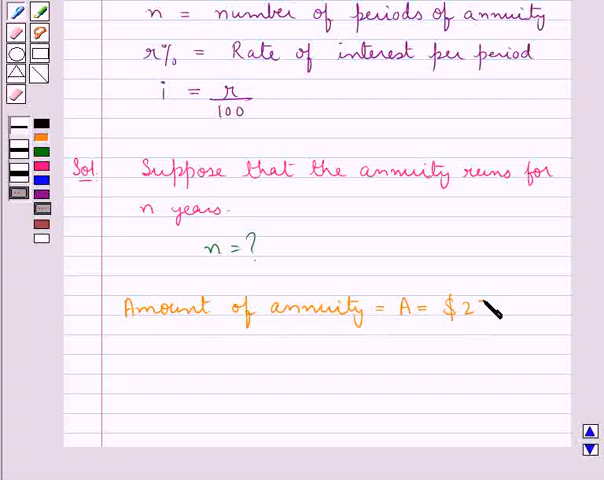 n = number of periods of annuity
r% = Rate of interest per period
i = r/100
Sol. Suppose that the annuity runs for
n years.
n = ?
Amount of annuity = A = $2